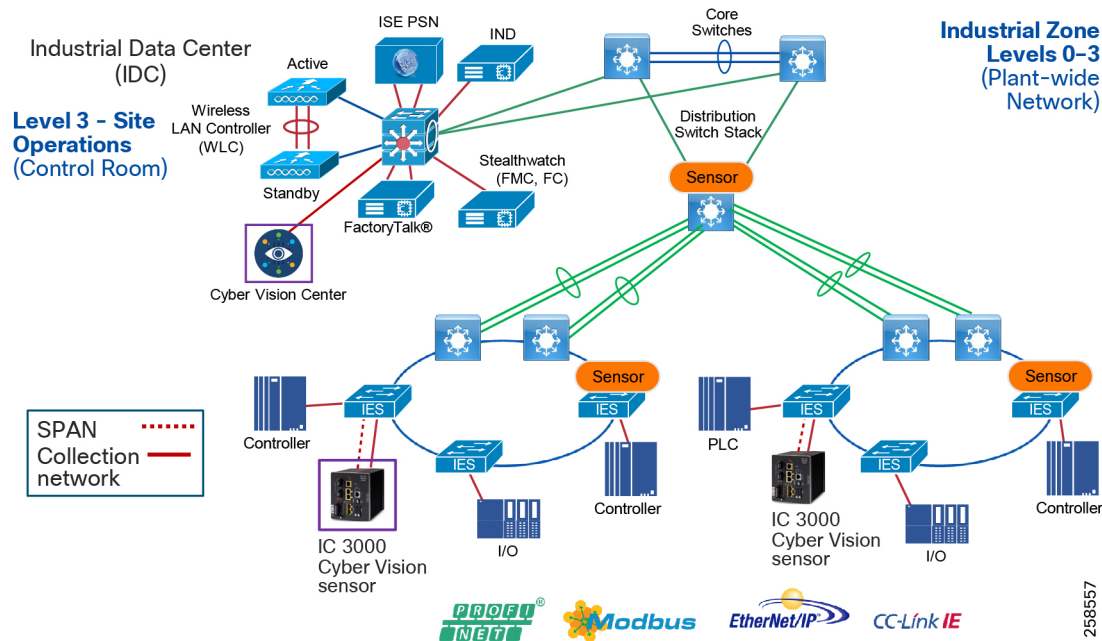 Industrial Data Center
(IDC)
Level 3 - Site
Operations
(Control Room)
Active
Wireless
LAN Controller
(WLC)
Standby
ISE PSN
IND
Stealthwatch
(FMC, FC)
FactoryTalk®
Cyber Vision Center
Core
Switches
Industrial Zone
Levels 0–3
(Plant-wide
Network)
Distribution
Switch Stack
Sensor
SPAN
Collection
network
Controller
IES
IES
Sensor
IES
Controller
I/O
IC 3000
Cyber Vision
sensor
PLC
IES
IES
Sensor
IES
Controller
I/O
IC 3000
Cyber Vision
sensor
PROFI
NET®
Modbus
EtherNet/IP™
CC-Link IE
258557